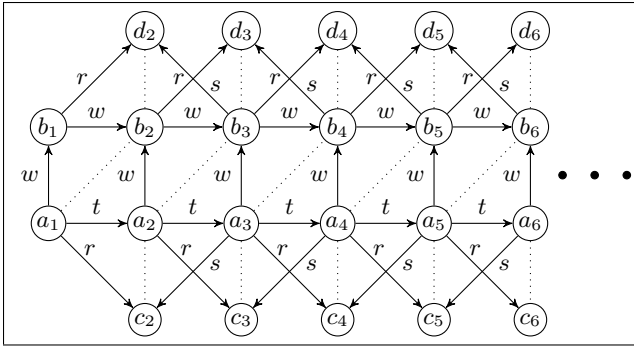 d₂ d₃ d₄ d₅ d₆
r r s r s r s r s
b₁ w b₂ w b₃ w b₄ w b₅ w b₆
w w w w w w
a₁ t a₂ t a₃ t a₄ t a₅ t a₆
r r s r s r s r s
c₂ c₃ c₄ c₅ c₆